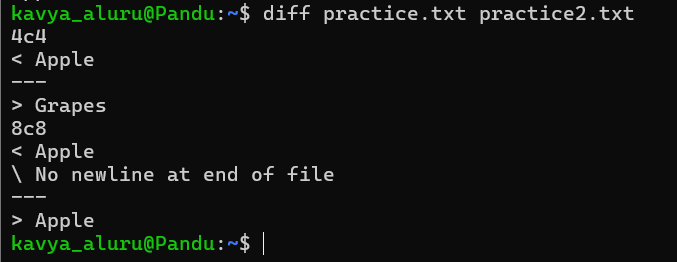 kavya_aluru@Pandu:~$ diff practice.txt practice2.txt
4c4
< Apple
---
> Grapes
8c8
< Apple
\ No newline at end of file
---
> Apple
kavya_aluru@Pandu:~$